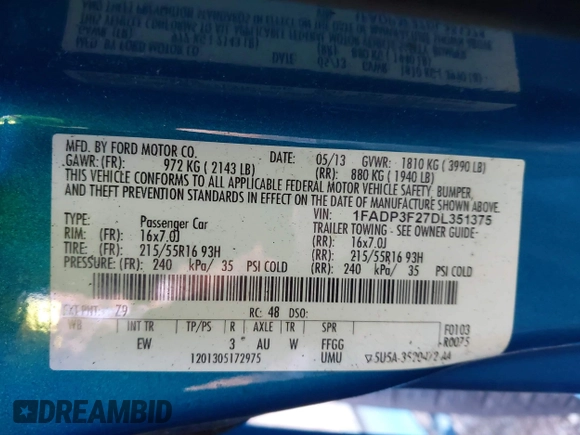 MFD. BY FORD MOTOR CO.
DATE: 05/13 GVWR: 1810 KG (3990 LB)
GAWR: (FR): 972 KG (2143 LB) (RR): 880 KG (1940 LB)
THIS VEHICLE CONFORMS TO ALL APPLICABLE FEDERAL MOTOR VEHICLE SAFETY, BUMPER,
AND THEFT PREVENTION STANDARDS IN EFFECT ON THE DATE OF MANUFACTURE SHOWN ABOVE.
VIN: 1FADP3F27DL351375
TYPE: Passenger Car TRAILER TOWING - SEE OWNER GUIDE-
RIM: (FR): 16x7.0J (RR): 16x7.0J
TIRE: (FR): 215/55R16 93H (RR): 215/55R16 93H
PRESSURE: (FR): 240 kPa/ 35 PSI COLD (RR): 240 kPa/ 35 PSI COLD
EXT PNT: 79 RC: 48 DSO: F0103
WB INT TR TP/PS R AXLE TR SPR R0075
EW 3 AU W FFGG
1201305172975 UMU
DREAMBID